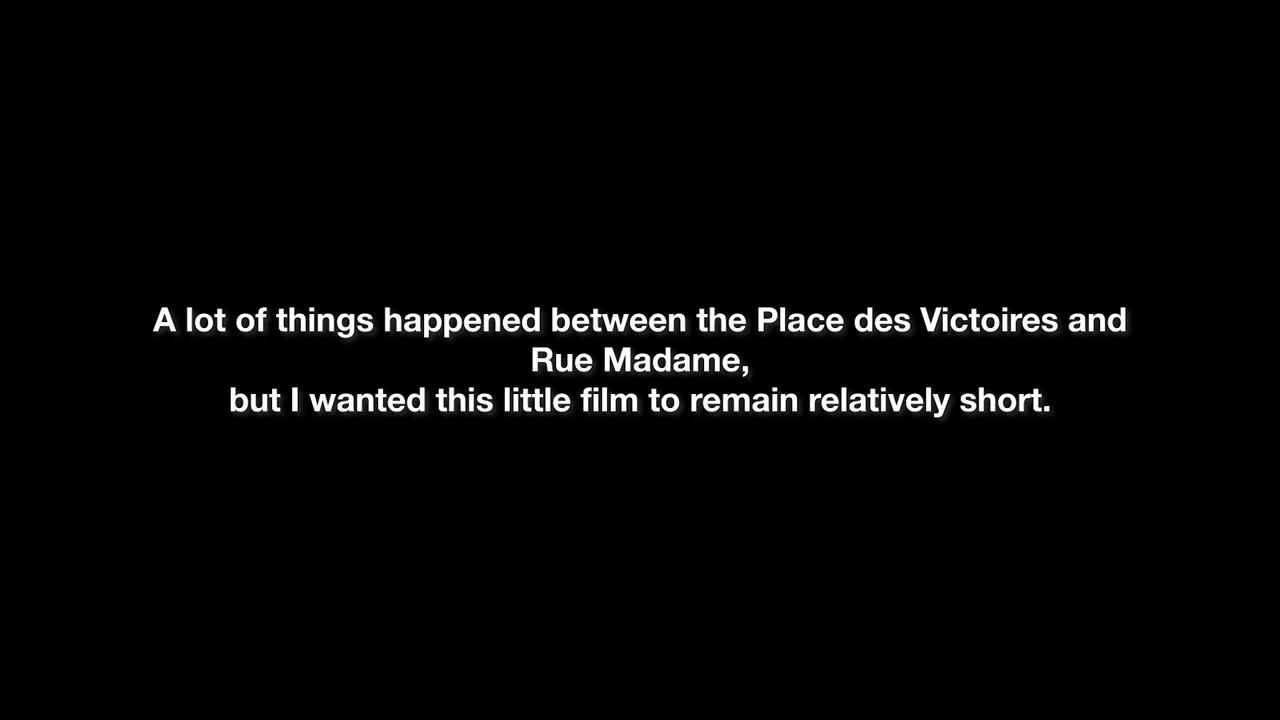 A lot of things happened between the Place des Victoires and
Rue Madame,
but I wanted this little film to remain relatively short.